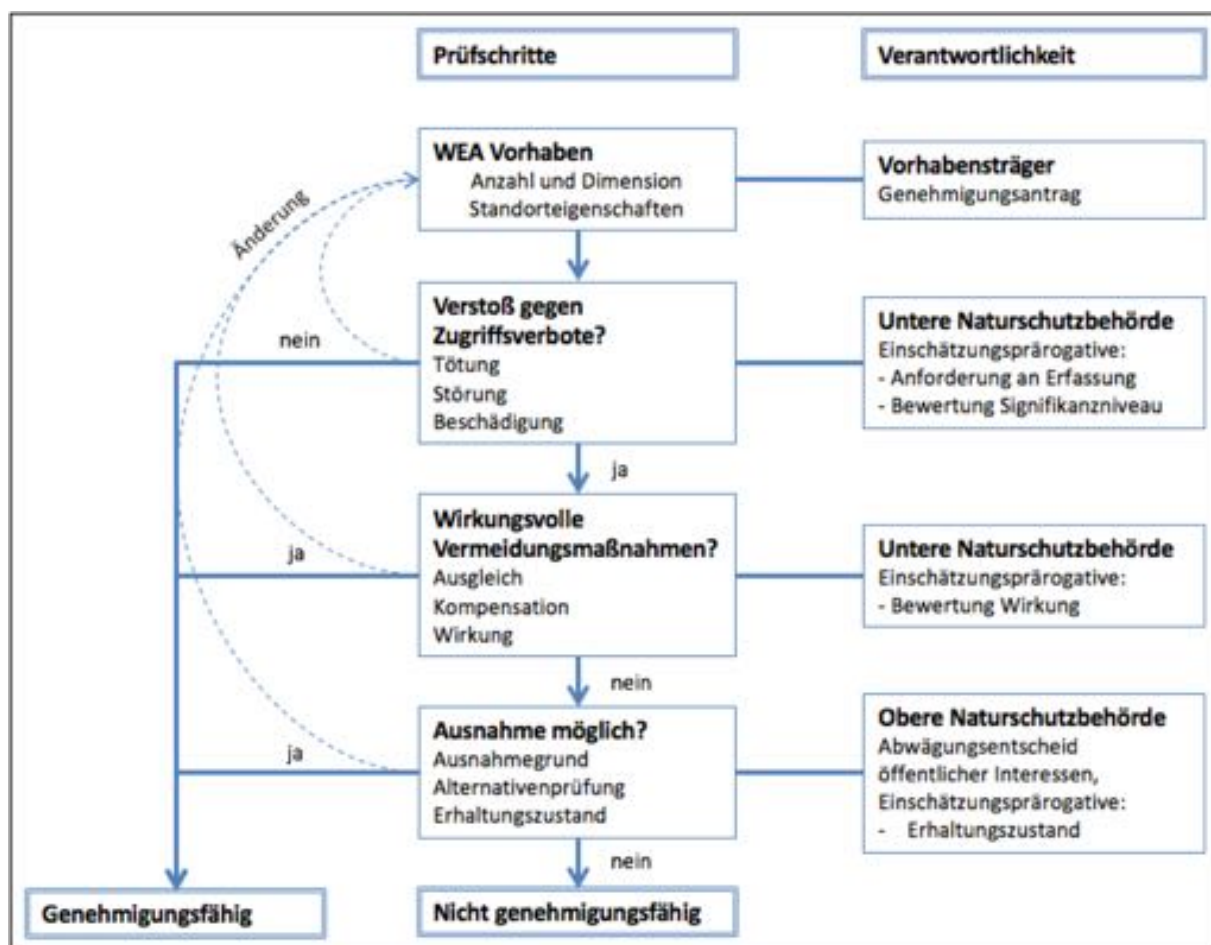 Prüfschritte
Verantwortlichkeit
WEA Vorhaben
Anzahl und Dimension
Standorteigenschaften
Vorhabensträger
Genehmigungsantrag
Änderung
Verstoß gegen
Zugriffsverbote?
Tötung
Störung
Beschädigung
nein
Untere Naturschutzbehörde
Einschätzungsprärogative:
- Anforderung an Erfassung
- Bewertung Signifikanzniveau
ja
Wirkungsvolle
Vermeidungsmaßnahmen?
Ausgleich
Kompensation
Wirkung
ja
Untere Naturschutzbehörde
Einschätzungsprärogative:
- Bewertung Wirkung
nein
Ausnahme möglich?
Ausnahmegrund
Alternativenprüfung
Erhaltungszustand
ja
Obere Naturschutzbehörde
Abwägungsentscheid
öffentlicher Interessen,
Einschätzungsprärogative:
- Erhaltungszustand
nein
Genehmigungsfähig
Nicht genehmigungsfähig